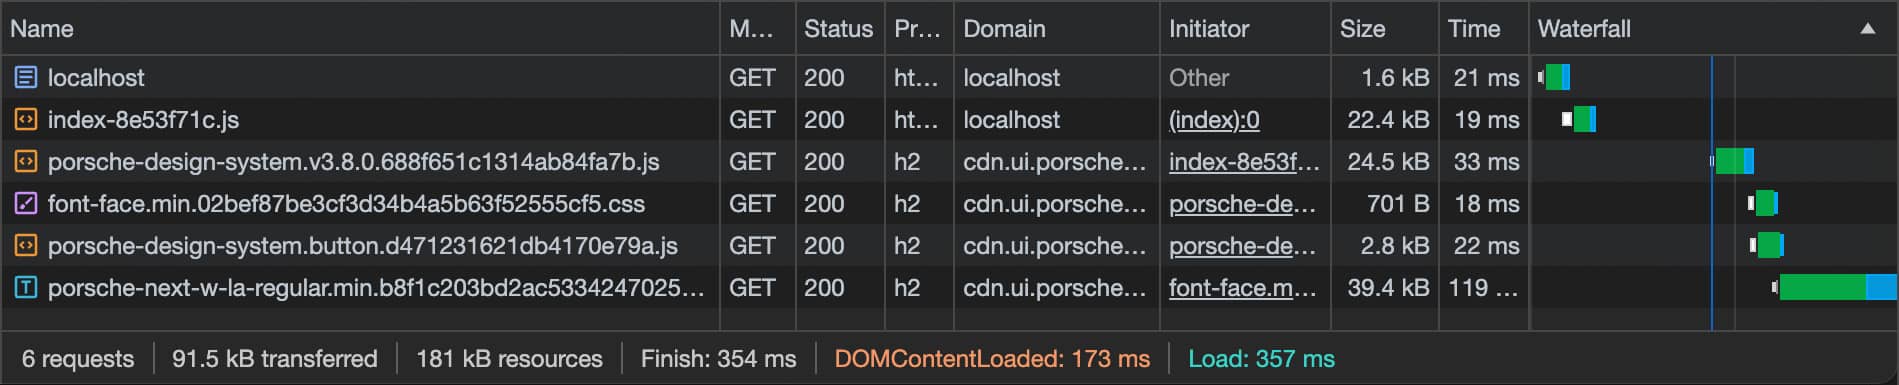 Name M... Status Pr... Domain Initiator Size Time Waterfall
localhost GET 200 ht... localhost Other 1.6 kB 21 ms
index-8e53f71c.js GET 200 ht... localhost (index):0 22.4 kB 19 ms
porsche-design-system.v3.8.0.688f651c1314ab84fa7b.js GET 200 h2 cdn.ui.porsche... index-8e53f... 24.5 kB 33 ms
font-face.min.02bef87be3cf3d34b4a5b63f52555cf5.css GET 200 h2 cdn.ui.porsche... porsche-de... 701 B 18 ms
porsche-design-system.button.d471231621db4170e79a.js GET 200 h2 cdn.ui.porsche... porsche-de... 2.8 kB 22 ms
porsche-next-w-la-regular.min.b8f1c203bd2ac5334247025... GET 200 h2 cdn.ui.porsche... font-face.m... 39.4 kB 119 ...
6 requests 91.5 kB transferred 181 kB resources Finish: 354 ms DOMContentLoaded: 173 ms Load: 357 ms